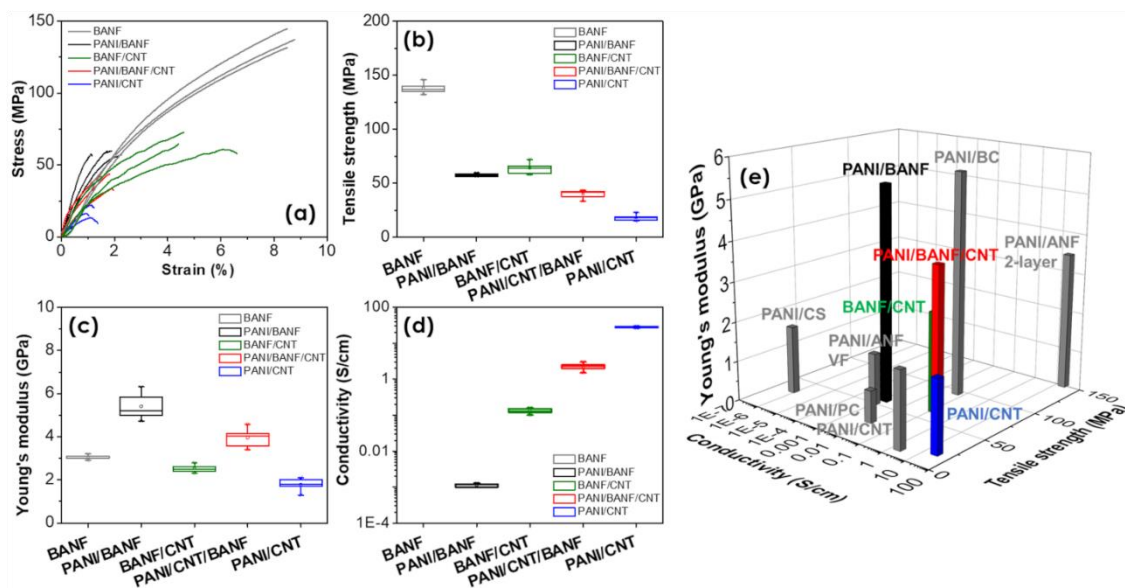 150
100
50
0
0
2
4
6
8
10
Stress (MPa)
Strain (%)
BANF
PANI/BANF
BANF/CNT
PANI/BANF/CNT
PANI/CNT
(a)
200
150
100
50
0
Tensile strength (MPa)
(b)
BANF
PANI/BANF
BANF/CNT
PANI/BANF/CNT
PANI/CNT
BANF
PANI/BANF
BANF/CNT
PANI/CNT/BANF
PANI/CNT
10
8
6
4
2
0
Young's modulus (GPa)
(c)
BANF
PANI/BANF
BANF/CNT
PANI/BANF/CNT
PANI/CNT
BANF
PANI/BANF
BANF/CNT
PANI/CNT/BANF
PANI/CNT
100
1
0.01
1E-4
Conductivity (S/cm)
(d)
BANF
PANI/BANF
BANF/CNT
PANI/BANF/CNT
PANI/CNT
BANF
PANI/BANF
BANF/CNT
PANI/CNT/BANF
PANI/CNT
(e)
6
5
4
3
2
1
0
Young's modulus (GPa)
PANI/BANF
PANI/BC
PANI/BANF/CNT
PANI/ANF
2-layer
BANF/CNT
PANI/CS
PANI/ANF
VF
PANI/PC
PANI/CNT
PANI/CNT
1E-7
1E-6
1E-5
1E-4
0.001
0.01
0.1
1
10
100
Conductivity (S/cm)
0
50
100
150
Tensile strength (MPa)